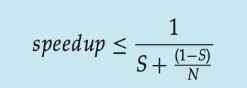 speedup ≤ 1 / (S + (1−S)/N)